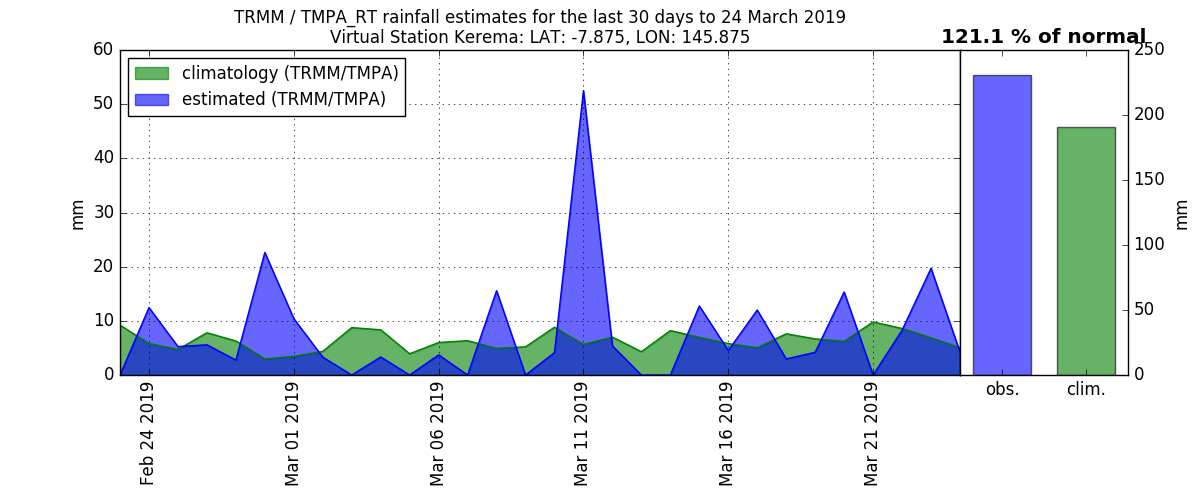 TRMM / TMPA_RT rainfall estimates for the last 30 days to 24 March 2019
Virtual Station Kerema: LAT: -7.875, LON: 145.875
121.1 % of normal
climatology (TRMM/TMPA)
estimated (TRMM/TMPA)
60
50
40
30
20
10
0
mm
Feb 24 2019
Mar 01 2019
Mar 06 2019
Mar 11 2019
Mar 16 2019
Mar 21 2019
obs.
clim.
250
200
150
100
50
0
mm